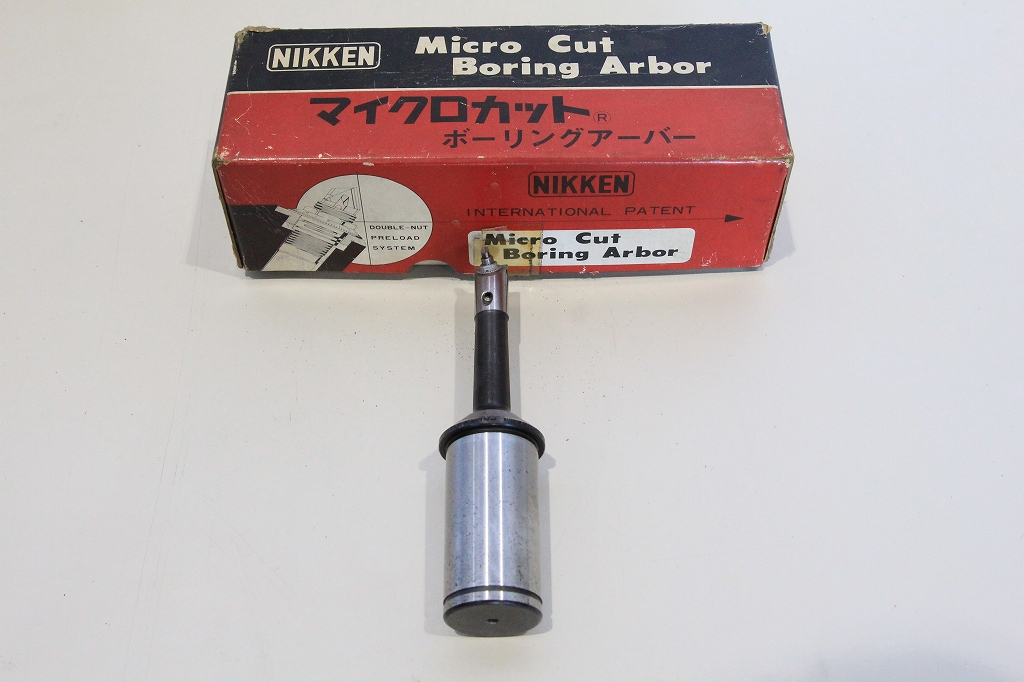 NIKKEN
Micro Cut
Boring Arbor
マイクロカット®
ボーリングアーバー
NIKKEN
INTERNATIONAL PATENT
DOUBLE-NUT
PRELOAD
SYSTEM
Micro Cut
Boring Arbor